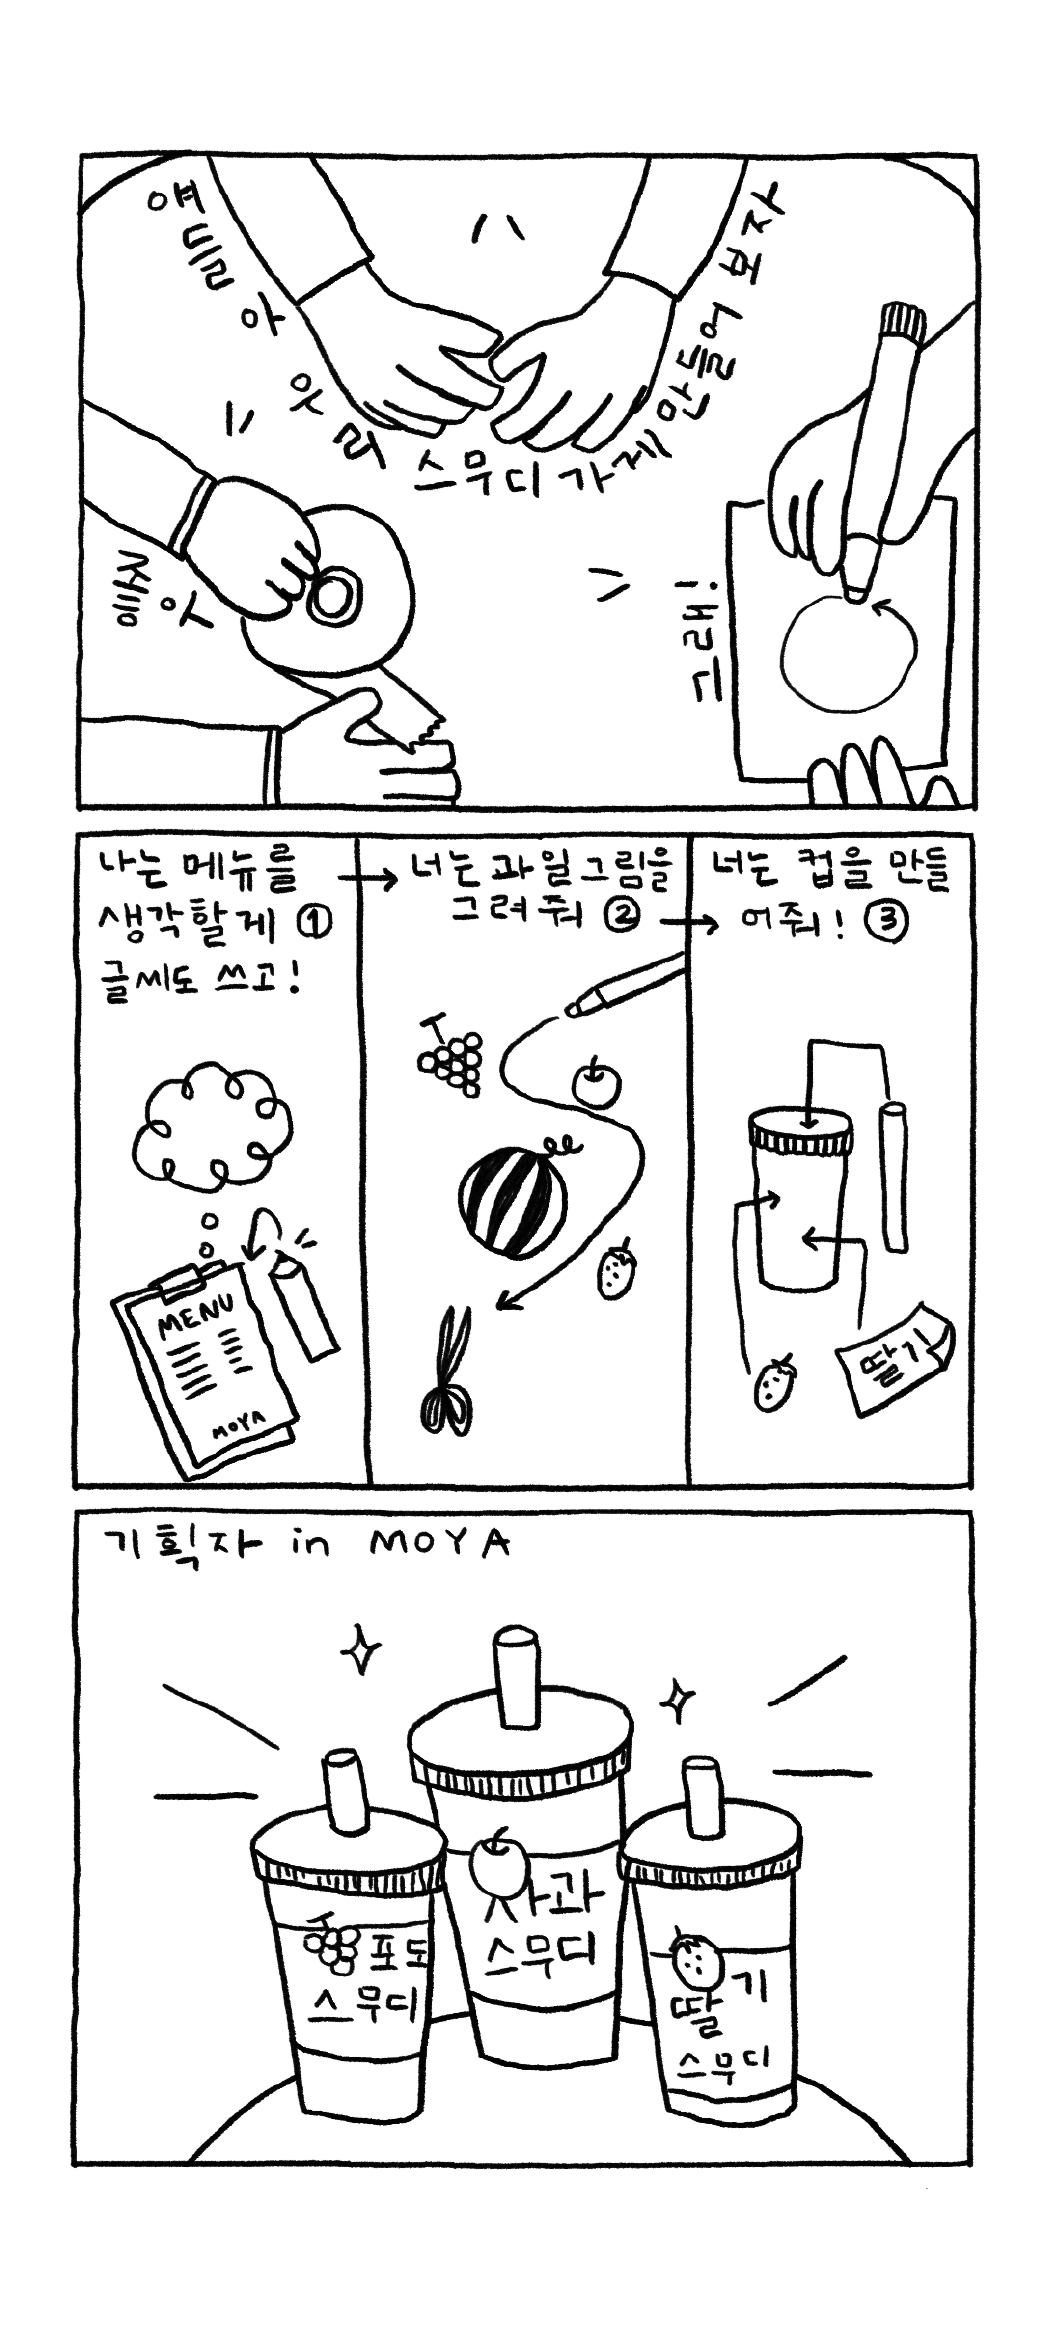 얘들아 우리 스무디 가게 만들어 보자
그래!
나는 메뉴를
생각할게 ①
글씨도 쓰고!
MENU
MOYA
너는 과일그림을
그려줘 ②
너는 컵을 만들
어줘! ③
딸기
기획자 in MOYA
포도
스무디
사과
스무디
딸기
스무디